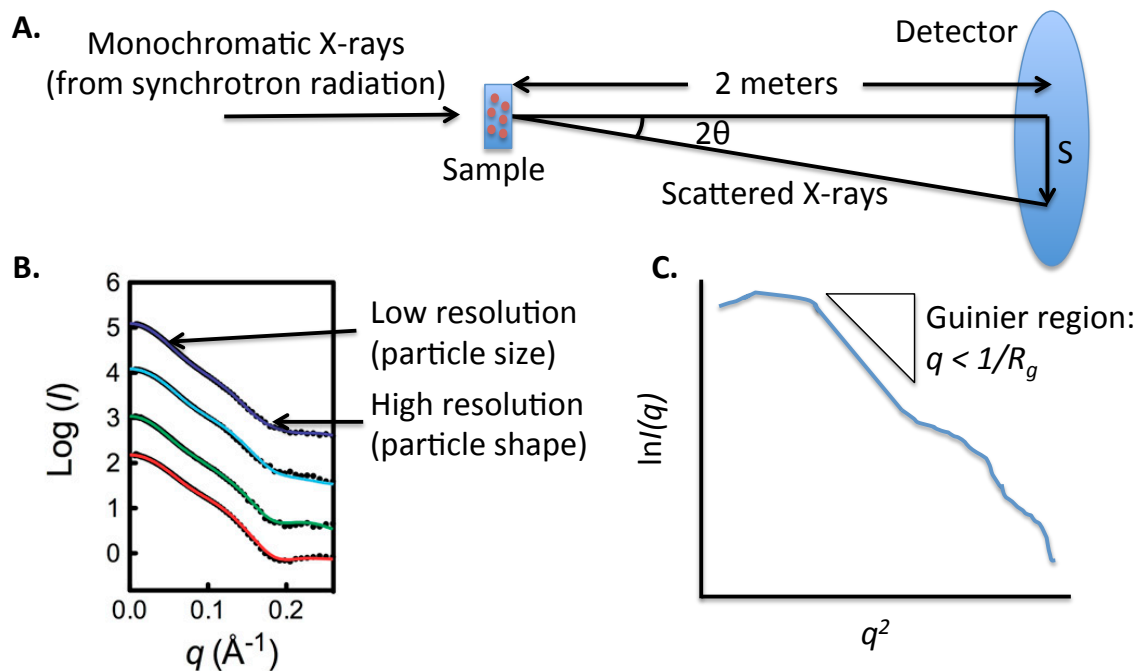 A.
Monochromatic X-rays
(from synchrotron radiation)
Detector
2 meters
2θ
S
Sample
Scattered X-rays
B.
6
5
4
3
2
1
0
Log (I)
0.0 0.1 0.2
q (Å⁻¹)
Low resolution
(particle size)
High resolution
(particle shape)
C.
Guinier region:
q < 1/Rg
lnI(q)
q²